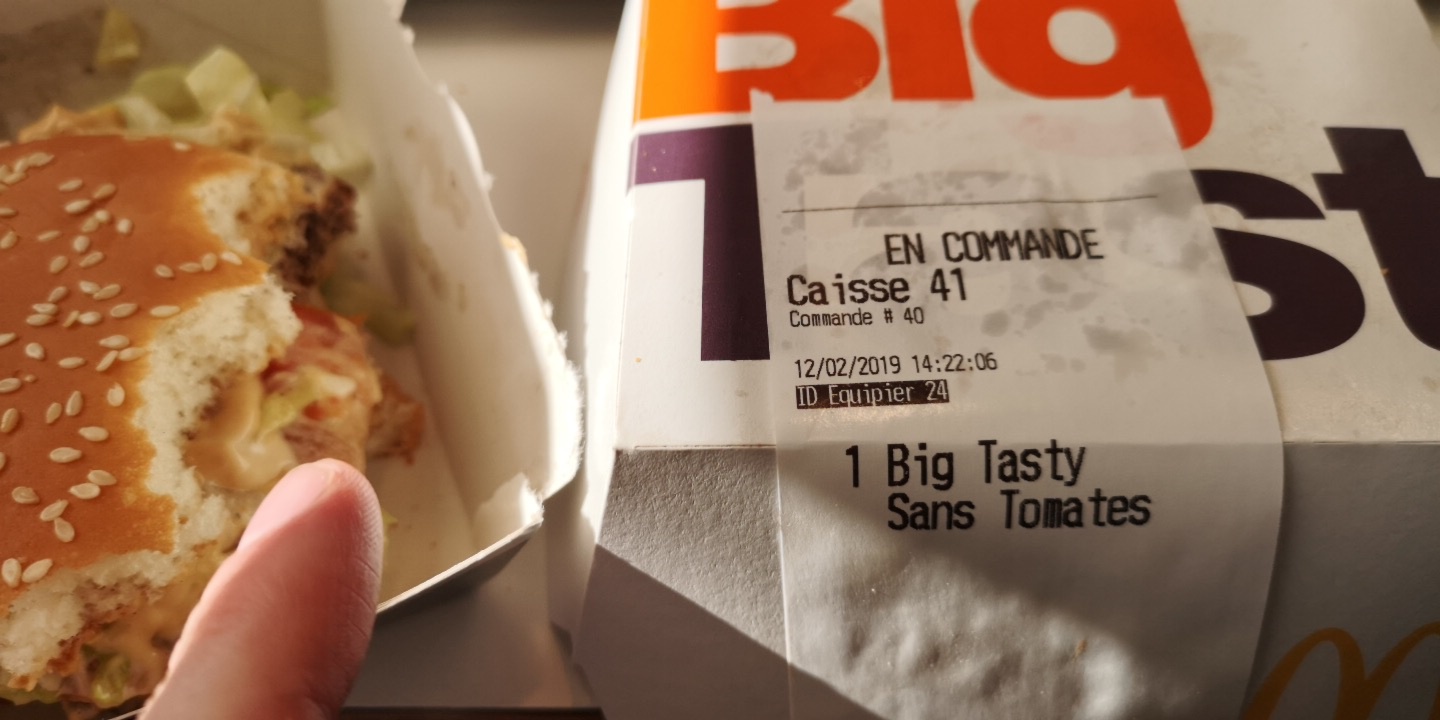 Big
Tast
EN COMMANDE
Caisse 41
Commande # 40
12/02/2019 14:22:06
ID Equipier 24
1 Big Tasty
Sans Tomates